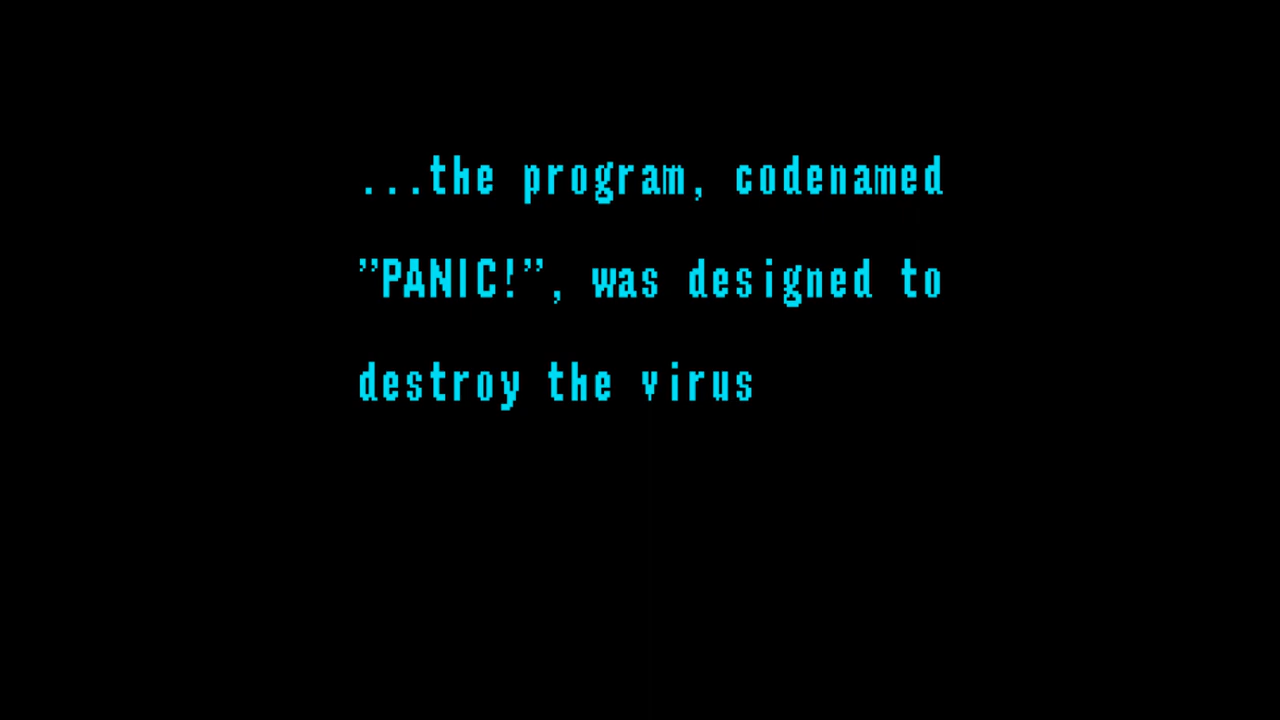 ...the program, codenamed
”PANIC!”, was designed to
destroy the virus